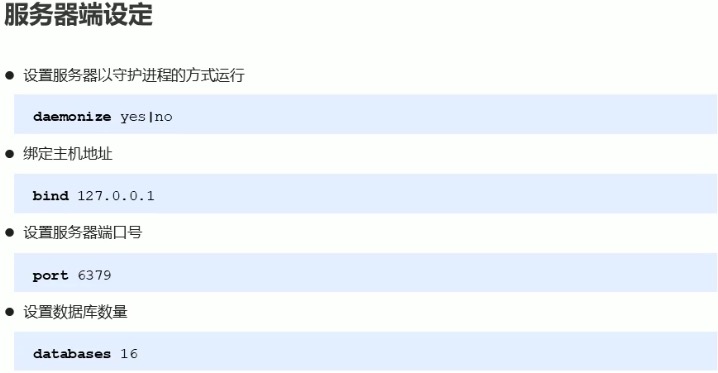 服务器端设定
● 设置服务器以守护进程的方式运行
daemonize yes|no
● 绑定主机地址
bind 127.0.0.1
● 设置服务器端口号
port 6379
● 设置数据库数量
databases 16